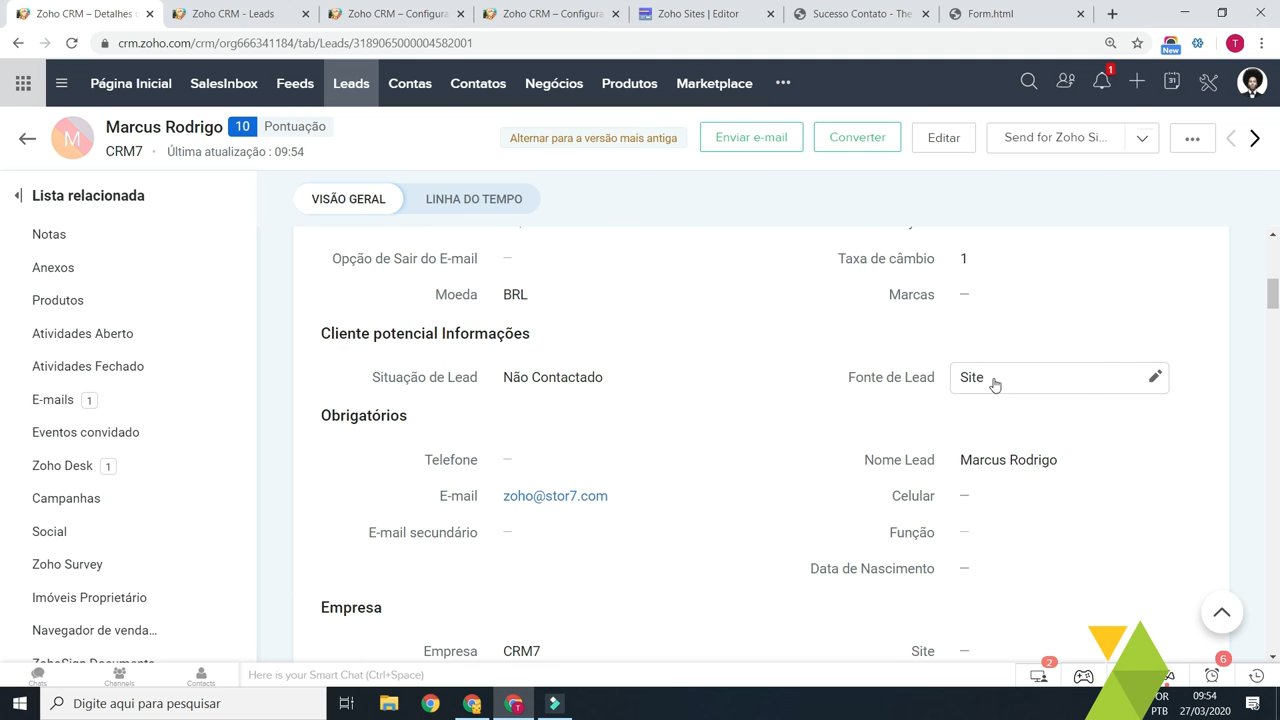 Zoho CRM – Detalhes d
Zoho CRM - Leads
Zoho CRM – Configura
Zoho CRM – Configura
Zoho Sites | Editor
Sucesso Contato - The
Form.html
crm.zoho.com/crm/org666341184/tab/Leads/3189065000004582001
New
T
Página Inicial
SalesInbox
Feeds
Leads
Contas
Contatos
Negócios
Produtos
Marketplace
1
M
Marcus Rodrigo
10
Pontuação
CRM7 · Última atualização : 09:54
Alternar para a versão mais antiga
Enviar e-mail
Converter
Editar
Send for Zoho Si...
Lista relacionada
Notas
Anexos
Produtos
Atividades Aberto
Atividades Fechado
E-mails 1
Eventos convidado
Zoho Desk 1
Campanhas
Social
Zoho Survey
Imóveis Proprietário
Navegador de venda...
VISÃO GERAL
LINHA DO TEMPO
Opção de Sair do E-mail —
Taxa de câmbio 1
Moeda BRL
Marcas —
Cliente potencial Informações
Situação de Lead Não Contactado
Fonte de Lead Site
Obrigatórios
Telefone —
Nome Lead Marcus Rodrigo
E-mail zoho@stor7.com
Celular —
E-mail secundário —
Função —
Data de Nascimento —
Empresa
Empresa CRM7
Site —
Chats
Channels
Contacts
Here is your Smart Chat (Ctrl+Space)
2
6
Digite aqui para pesquisar
PTB
09:54
27/03/2020